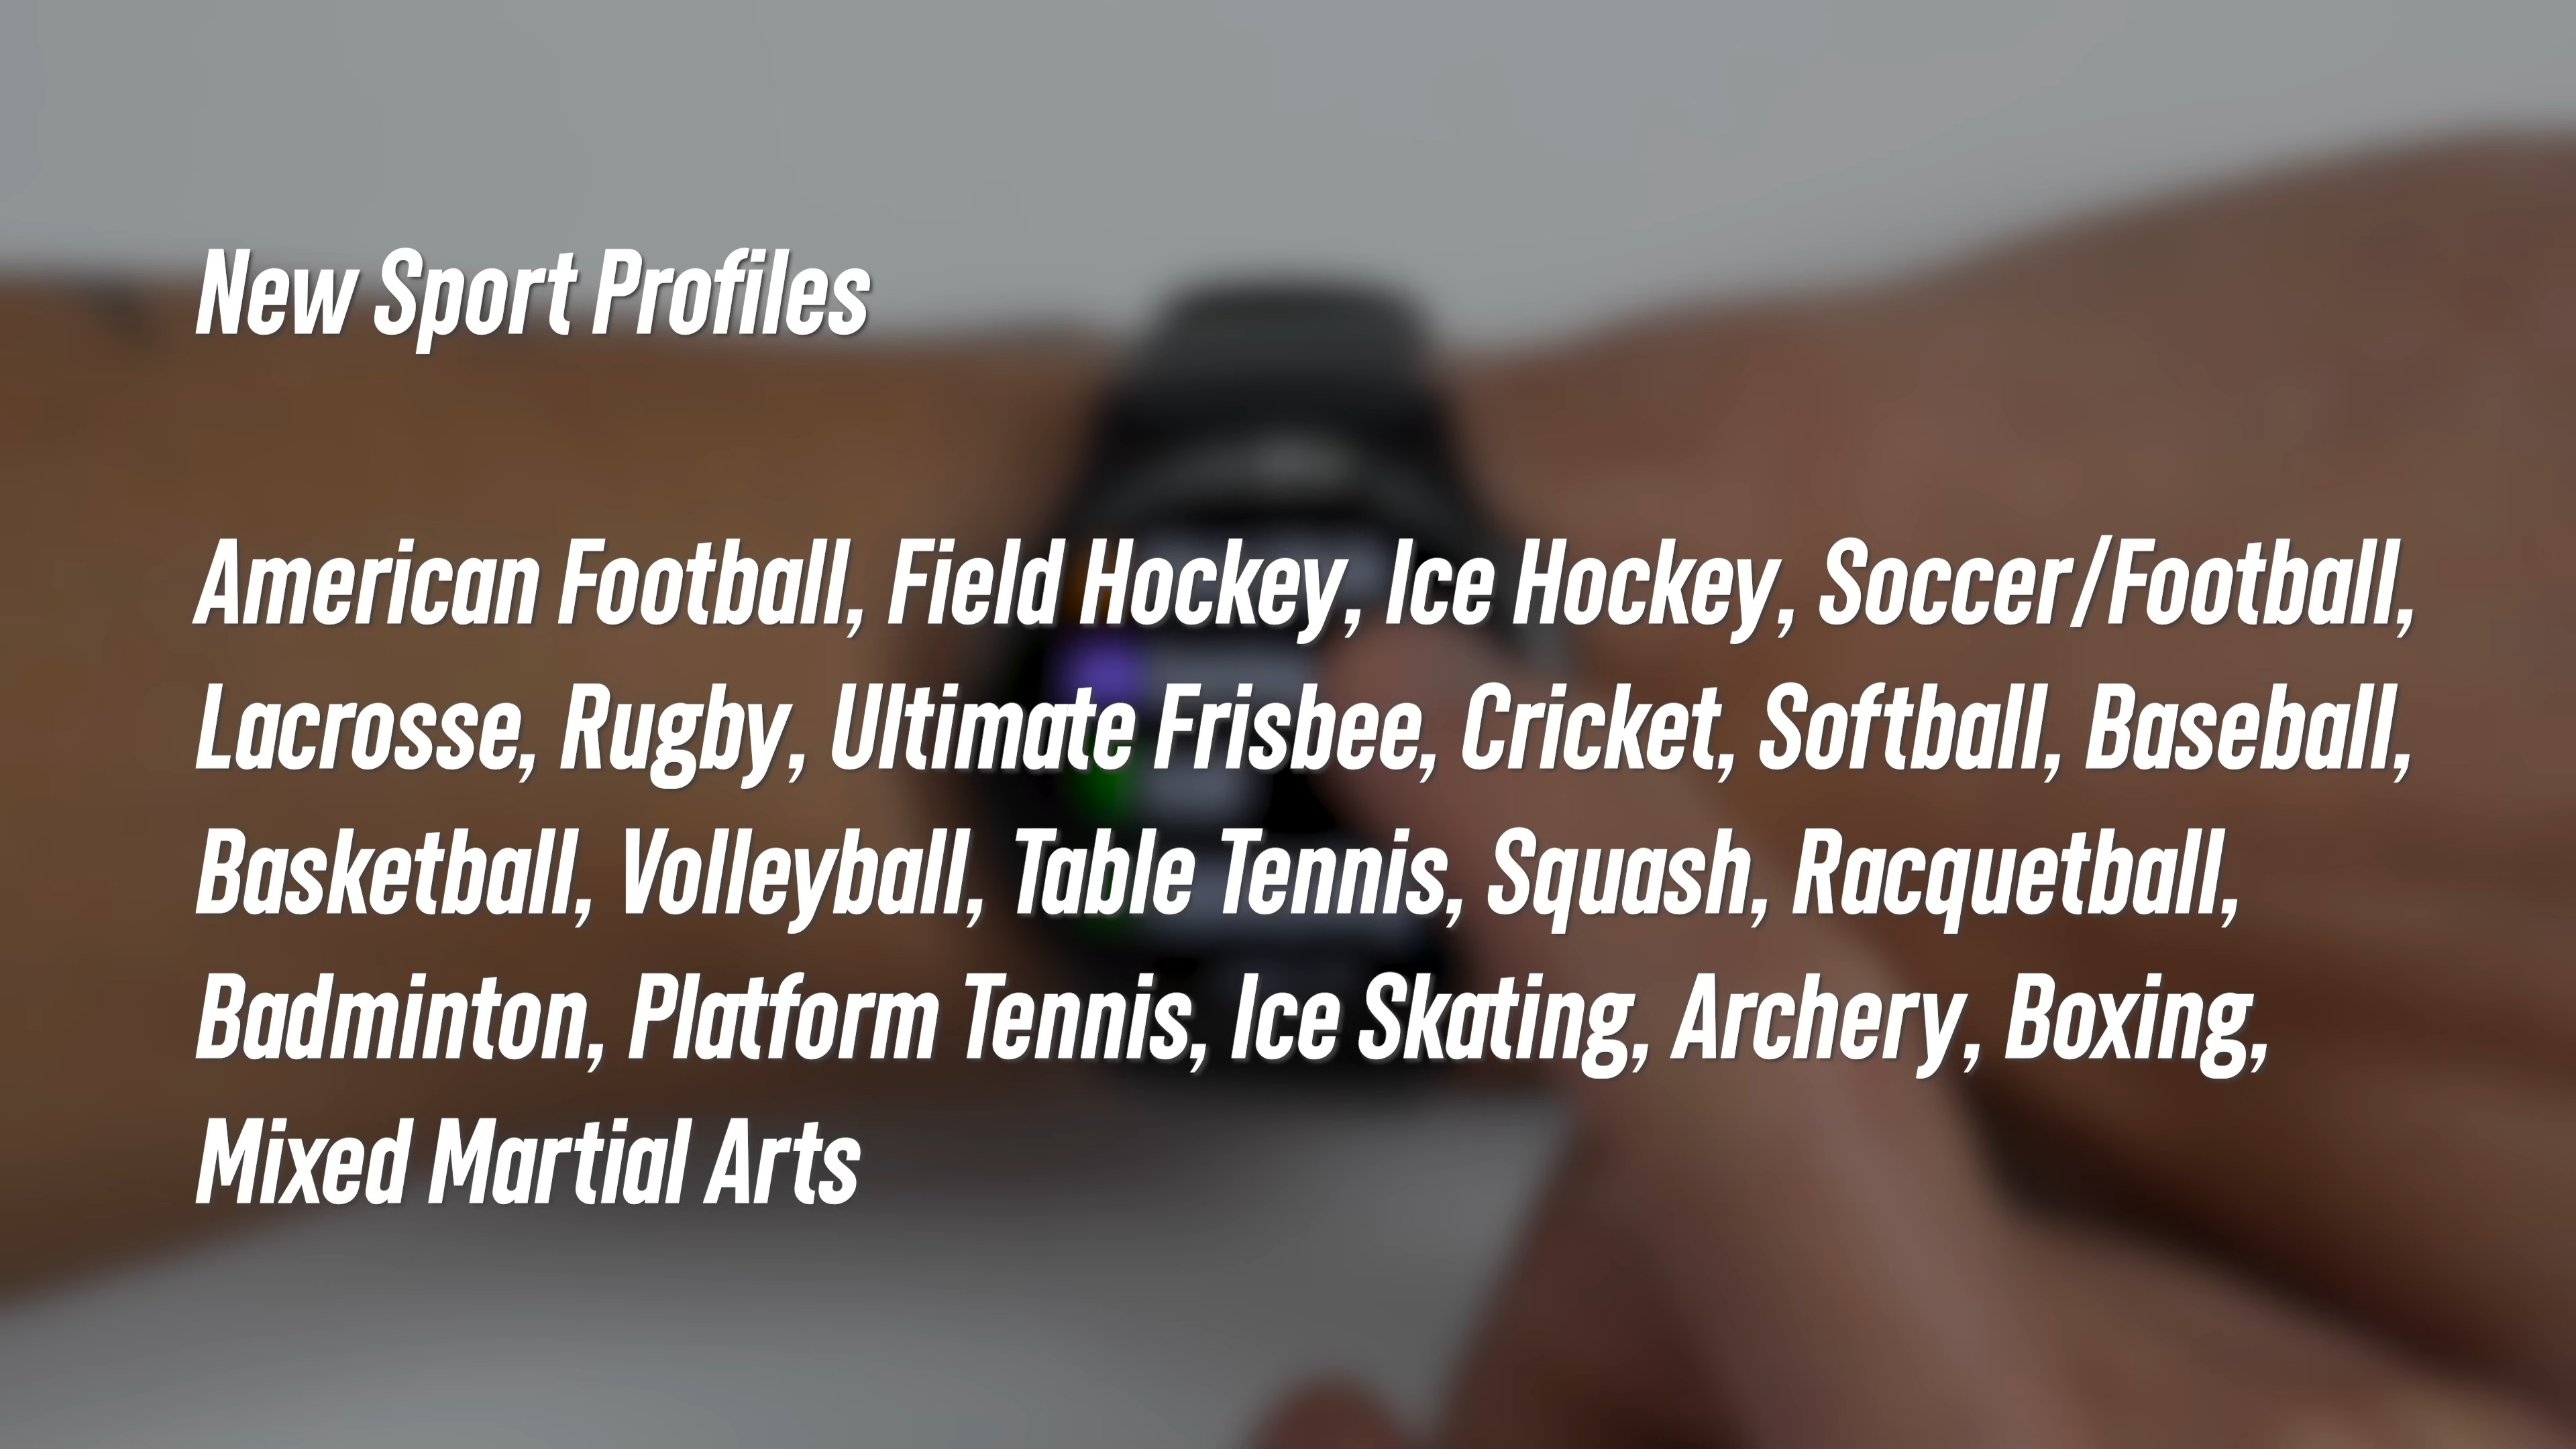 New Sport Profiles
American Football, Field Hockey, Ice Hockey, Soccer/Football,
Lacrosse, Rugby, Ultimate Frisbee, Cricket, Softball, Baseball,
Basketball, Volleyball, Table Tennis, Squash, Racquetball,
Badminton, Platform Tennis, Ice Skating, Archery, Boxing,
Mixed Martial Arts